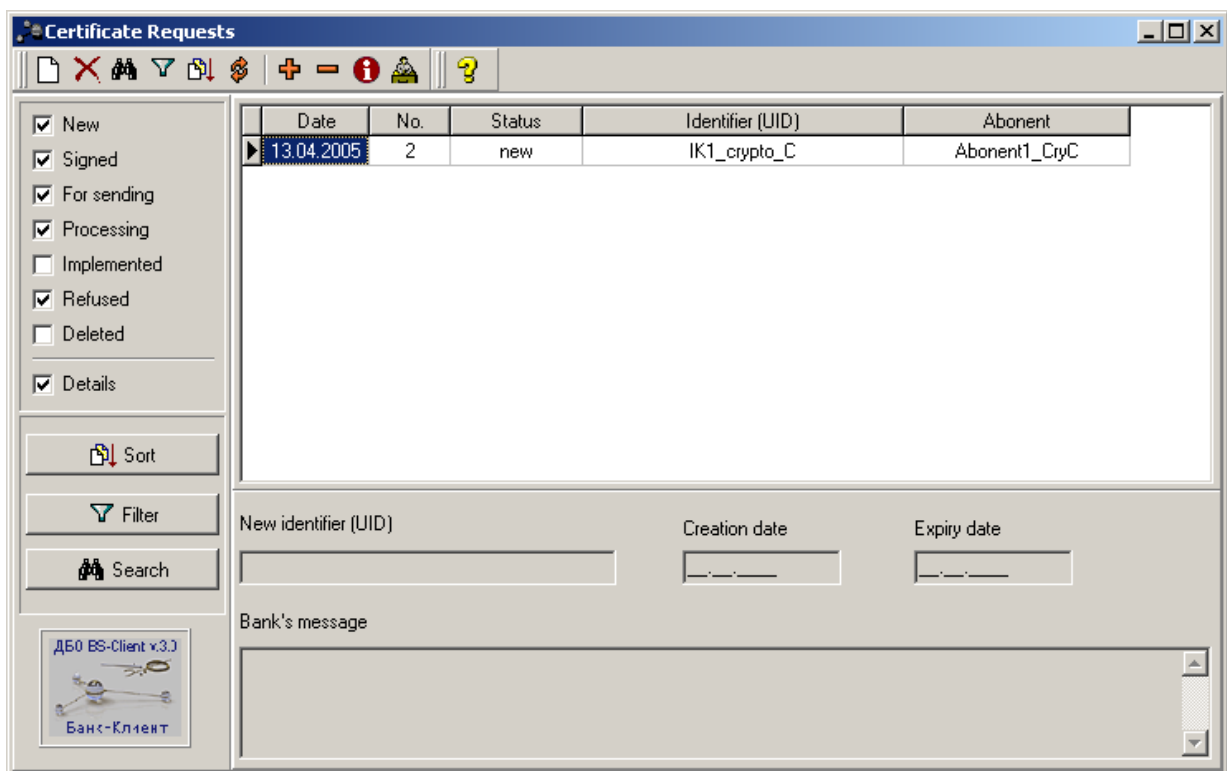 Certificate Requests
New
Signed
For sending
Processing
Implemented
Refused
Deleted
Details
Sort
Filter
Search
ДБО BS-Client v.3.0
Банк-Клиент
Date No. Status Identifier (UID) Abonent
13.04.2005 2 new IK1_crypto_C Abonent1_CryC
New identifier (UID) Creation date Expiry date
__.__.____ __.__.____
Bank's message